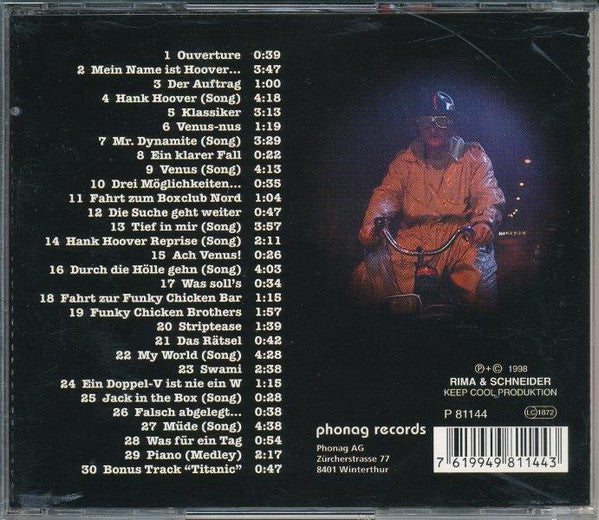 1 Ouverture 0:39
2 Mein Name ist Hoover... 3:47
3 Der Auftrag 1:00
4 Hank Hoover (Song) 4:18
5 Klassiker 3:13
6 Venus-nus 1:19
7 Mr. Dynamite (Song) 3:29
8 Ein klarer Fall 0:22
9 Venus (Song) 4:13
10 Drei Möglichkeiten... 0:35
11 Fahrt zum Boxclub Nord 1:04
12 Die Suche geht weiter 0:47
13 Tief in mir (Song) 3:57
14 Hank Hoover Reprise (Song) 2:11
15 Ach Venus! 0:26
16 Durch die Hölle gehn (Song) 4:03
17 Was soll's 0:34
18 Fahrt zur Funky Chicken Bar 1:15
19 Funky Chicken Brothers 1:57
20 Striptease 1:39
21 Das Rätsel 0:42
22 My World (Song) 4:28
23 Swami 2:38
24 Ein Doppel-V ist nie ein W 1:15
25 Jack in the Box (Song) 2:58
26 Falsch abgelegt... 0:38
27 Müde (Song) 4:38
28 Was für ein Tag 0:54
29 Piano (Medley) 2:17
30 Bonus Track "Titanic" 0:47
℗+© 1998
RIMA & SCHNEIDER
KEEP COOL PRODUKTION
P 81144 LC 1872
phonag records
Phonag AG
Zürcherstrasse 77
8401 Winterthur
7 619949 811443